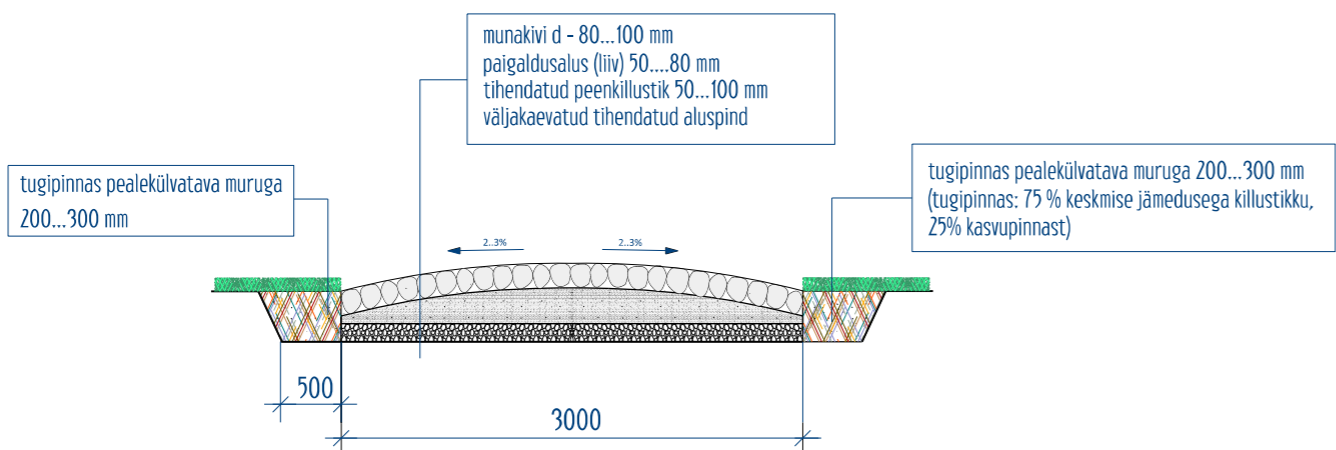 munakivi d - 80...100 mm
paigaldusalus (liiv) 50....80 mm
tihendatud peenkillustik 50...100 mm
väljakaevatud tihendatud aluspind
tugipinnas pealekülvatava muruga
200...300 mm
tugipinnas pealekülvatava muruga 200...300 mm
(tugipinnas: 75 % keskmise jämedusega killustikku,
25% kasvupinnast)
2..3%
2..3%
500
3000